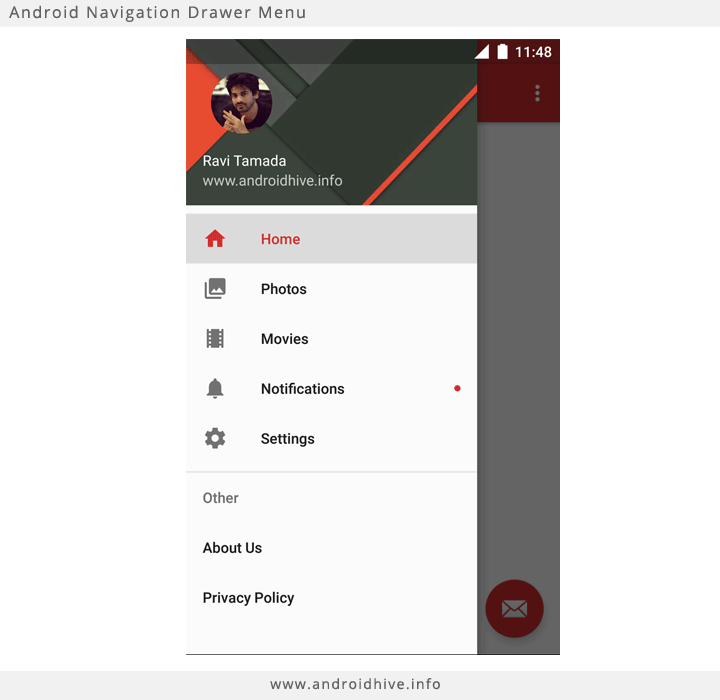 Android Navigation Drawer Menu
11:48
Ravi Tamada
www.androidhive.info
Home
Photos
Movies
Notifications
Settings
Other
About Us
Privacy Policy
www.androidhive.info